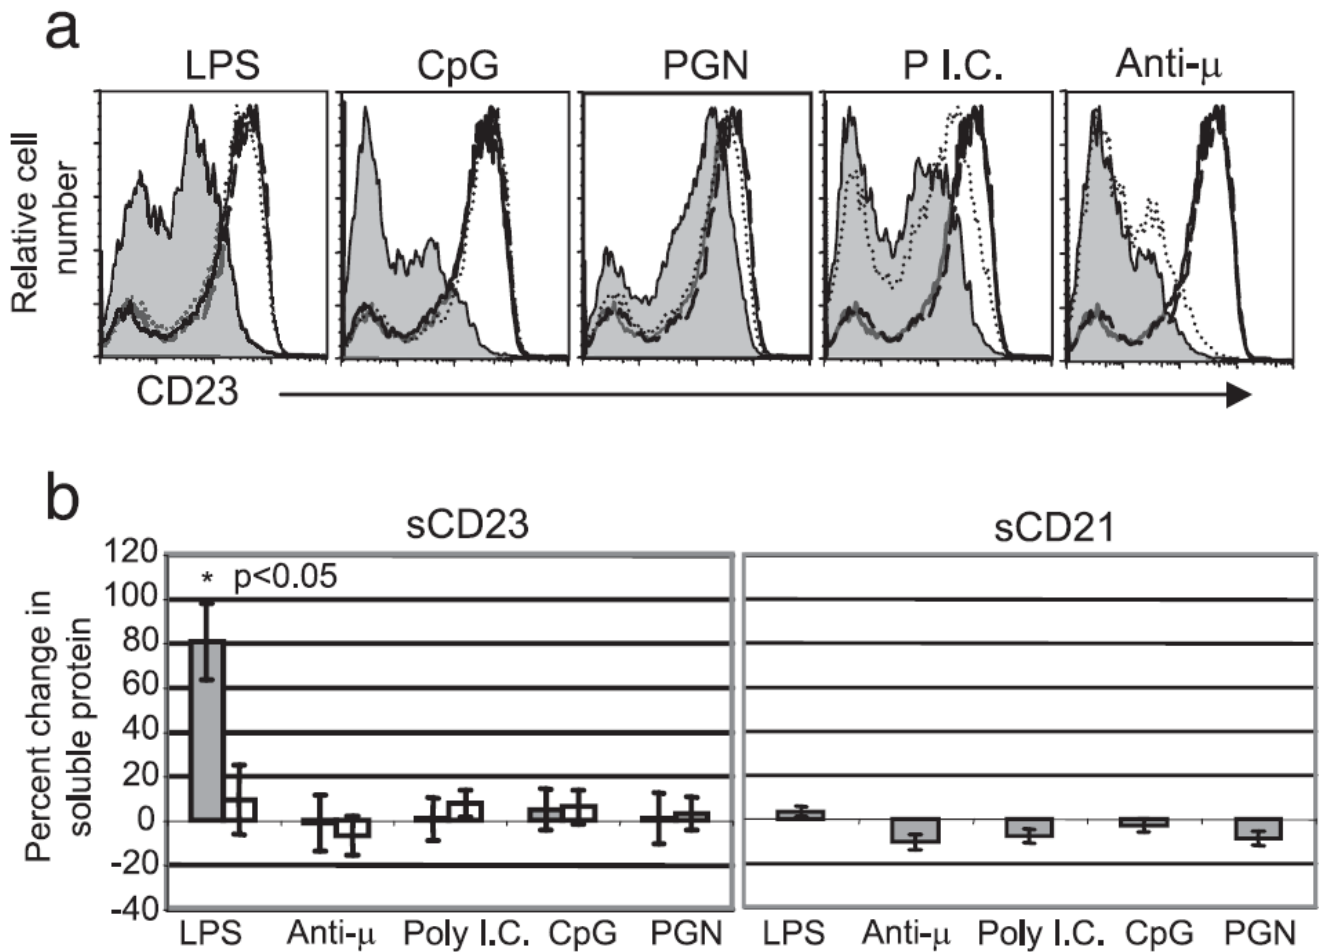 a
LPS CpG PGN P I.C. Anti-μ
Relative cell
number
CD23
b
sCD23 sCD21
Percent change in
soluble protein
120
100
80
60
40
20
0
-20
-40
* p<0.05
LPS Anti-μ Poly I.C. CpG PGN LPS Anti-μ Poly I.C. CpG PGN